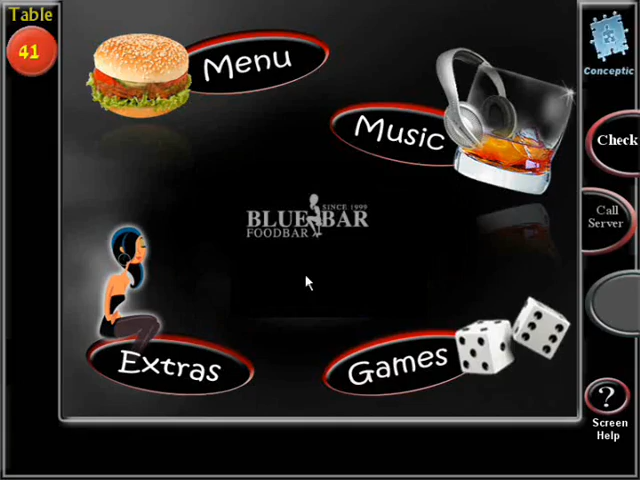 Table
41
Menu
Conceptic
Music
Check
SINCE 1999
BLUE BAR
FOODBAR
Call
Server
Extras
Games
?
Screen
Help